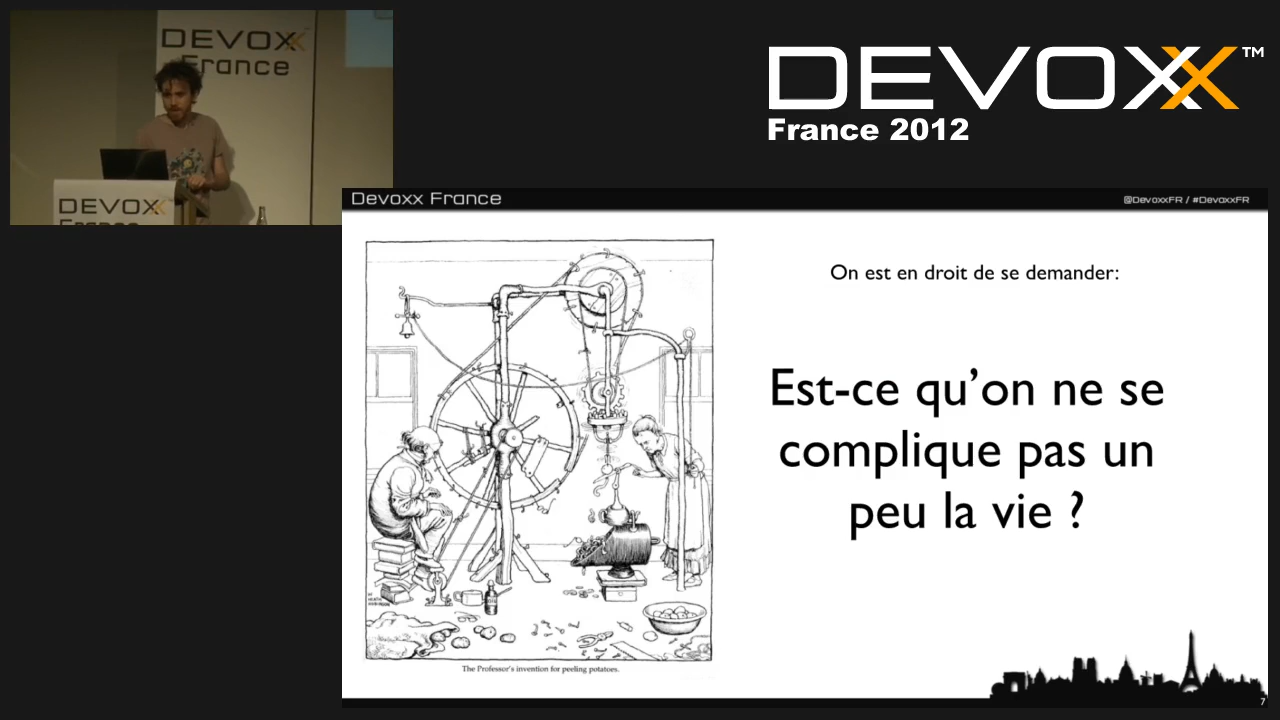 DEVOXX
France
DEVOXX
France
DEVOXX™
France 2012
Devoxx France
@DevoxxFR / #DevoxxFR
On est en droit de se demander:
Est-ce qu’on ne se
complique pas un
peu la vie ?
The Professor's invention for peeling potatoes.
7